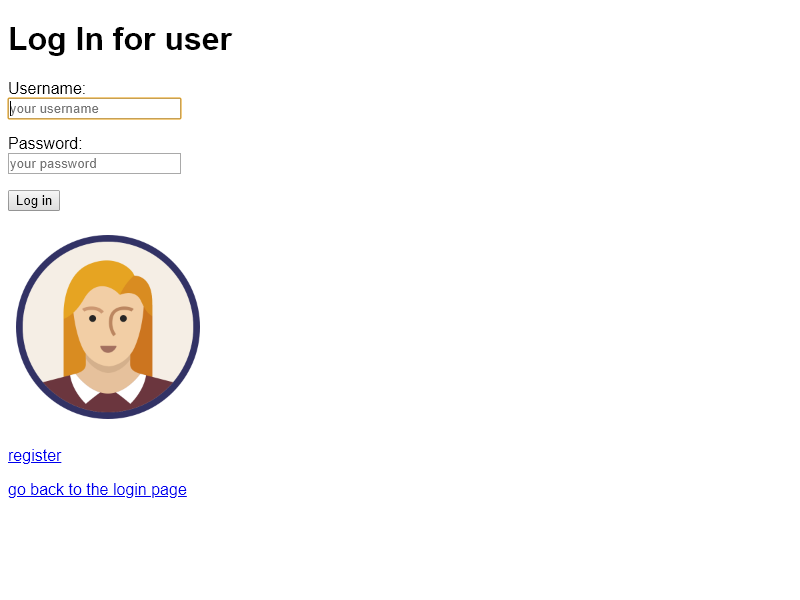 Log In for user
Username:
your username
Password:
your password
Log in
register
go back to the login page